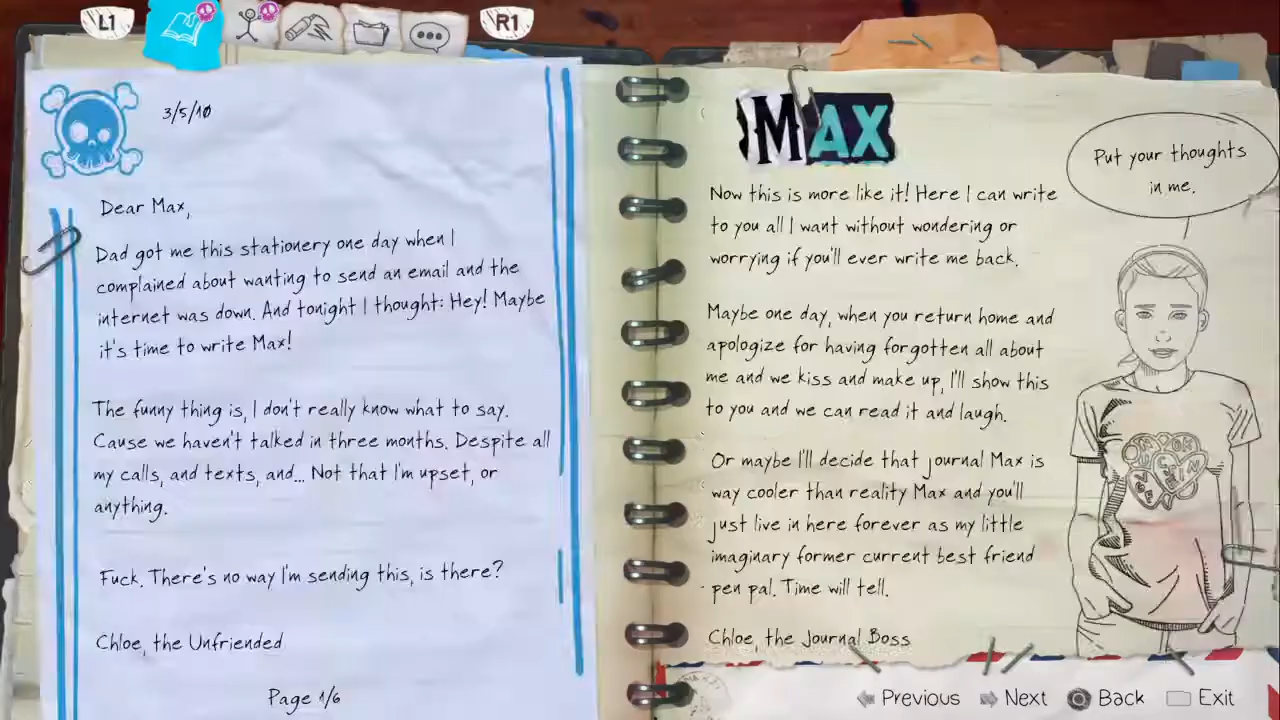 L1
R1
3/5/10
Dear Max,
Dad got me this stationery one day when I
complained about wanting to send an email and the
internet was down. And tonight I thought: Hey! Maybe
it's time to write Max!
The funny thing is, I don't really know what to say.
Cause we haven't talked in three months. Despite all
my calls, and texts, and... Not that I'm upset, or
anything.
Fuck. There's no way I'm sending this, is there?
Chloe, the Unfriended
Page 1/6
MAX
Now this is more like it! Here I can write
to you all I want without wondering or
worrying if you'll ever write me back.
Maybe one day, when you return home and
apologize for having forgotten all about
me and we kiss and make up, I'll show this
to you and we can read it and laugh.
Or maybe I'll decide that journal Max is
way cooler than reality Max and you'll
just live in here forever as my little
imaginary former current best friend
pen pal. Time will tell.
Chloe, the Journal Boss
Put your thoughts
in me.
Previous Next Back Exit